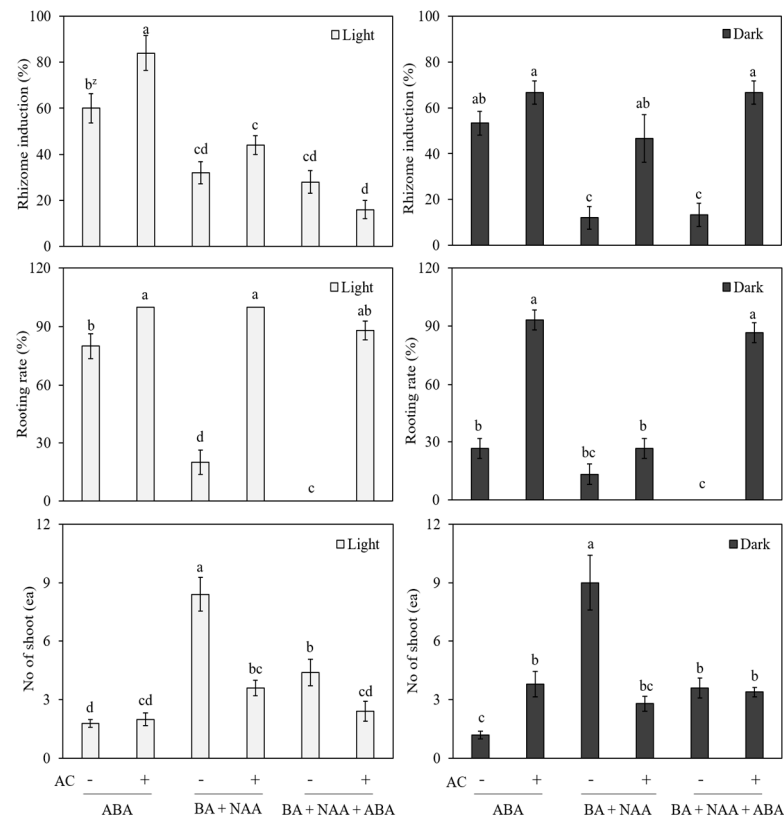 100
80
60
40
20
0
Rhizome induction (%)
Light
bᶻ
a
cd
c
cd
d
100
80
60
40
20
0
Rhizome induction (%)
Dark
ab
a
c
ab
c
a
120
90
60
30
0
Rooting rate (%)
Light
b
a
d
a
c
ab
120
90
60
30
0
Rooting rate (%)
Dark
b
a
bc
b
c
a
12
9
6
3
0
No of shoot (ea)
Light
d
cd
a
bc
b
cd
12
9
6
3
0
No of shoot (ea)
Dark
c
b
a
bc
b
b
AC - + - + - + - + - + - +
ABA BA + NAA BA + NAA + ABA ABA BA + NAA BA + NAA + ABA